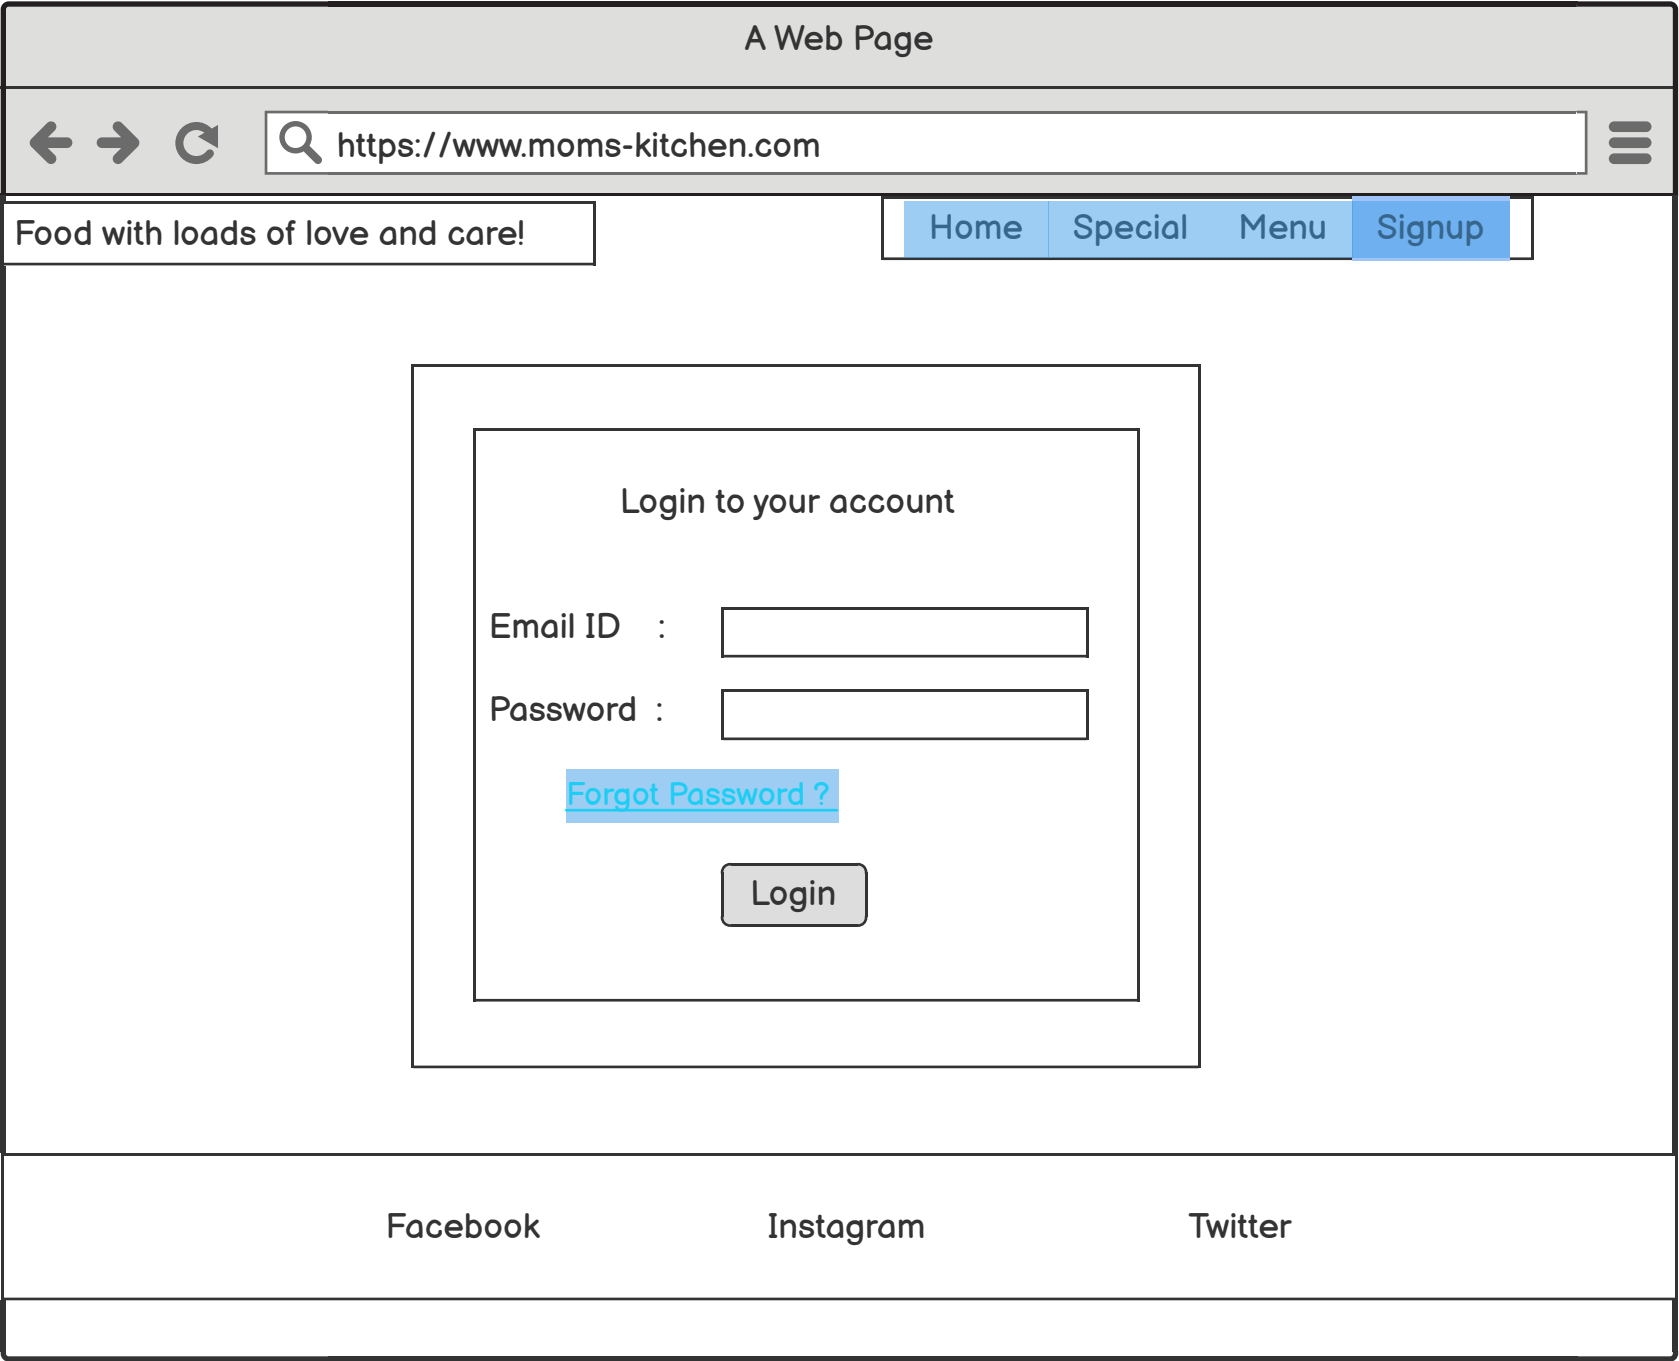 A Web Page
https://www.moms-kitchen.com
Food with loads of love and care!
Home Special Menu Signup
Login to your account
Email ID :
Password :
Forgot Password ?
Login
Facebook Instagram Twitter